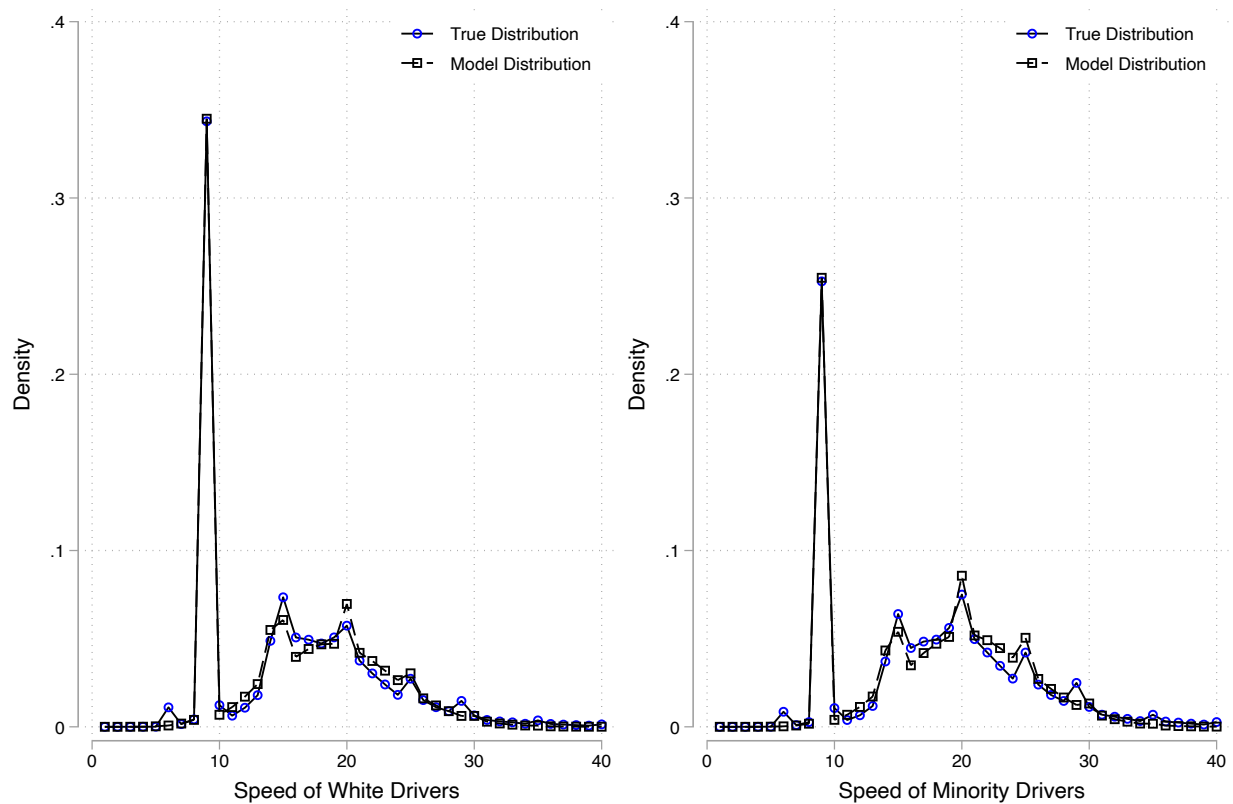 .4
.3
.2
.1
0
Density
0 10 20 30 40
Speed of White Drivers
True Distribution
Model Distribution
.4
.3
.2
.1
0
Density
0 10 20 30 40
Speed of Minority Drivers
True Distribution
Model Distribution